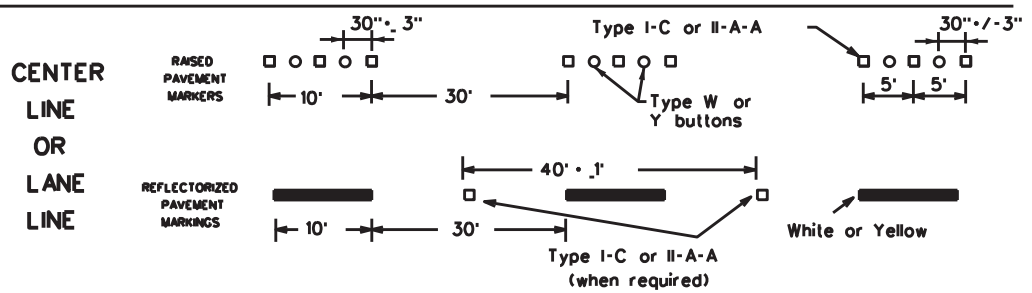 CENTER
LINE
OR
LANE
LINE
RAISED
PAVEMENT
MARKERS
30"·_ 3"
Type I-C or II-A-A
30"·/-3"
10'
30'
Type W or
Y buttons
5'
5'
REFLECTORIZED
PAVEMENT
MARKINGS
40' · _1'
10'
30'
Type I-C or II-A-A
(when required)
White or Yellow